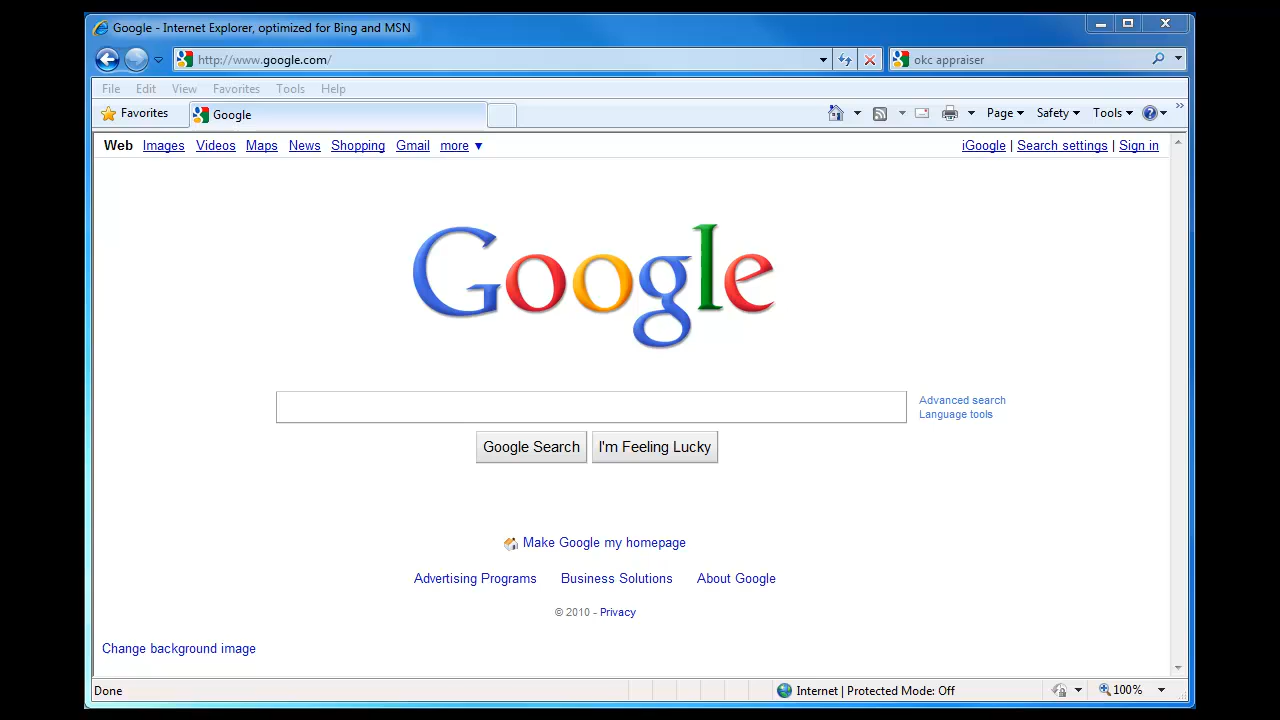 Google - Internet Explorer, optimized for Bing and MSN
http://www.google.com/
okc appraiser
File Edit View Favorites Tools Help
Favorites
Google
Page Safety Tools
Web Images Videos Maps News Shopping Gmail more ▼
iGoogle | Search settings | Sign in
Google
Advanced search
Language tools
Google Search
I'm Feeling Lucky
Make Google my homepage
Advertising Programs Business Solutions About Google
© 2010 - Privacy
Change background image
Done
Internet | Protected Mode: Off
100%